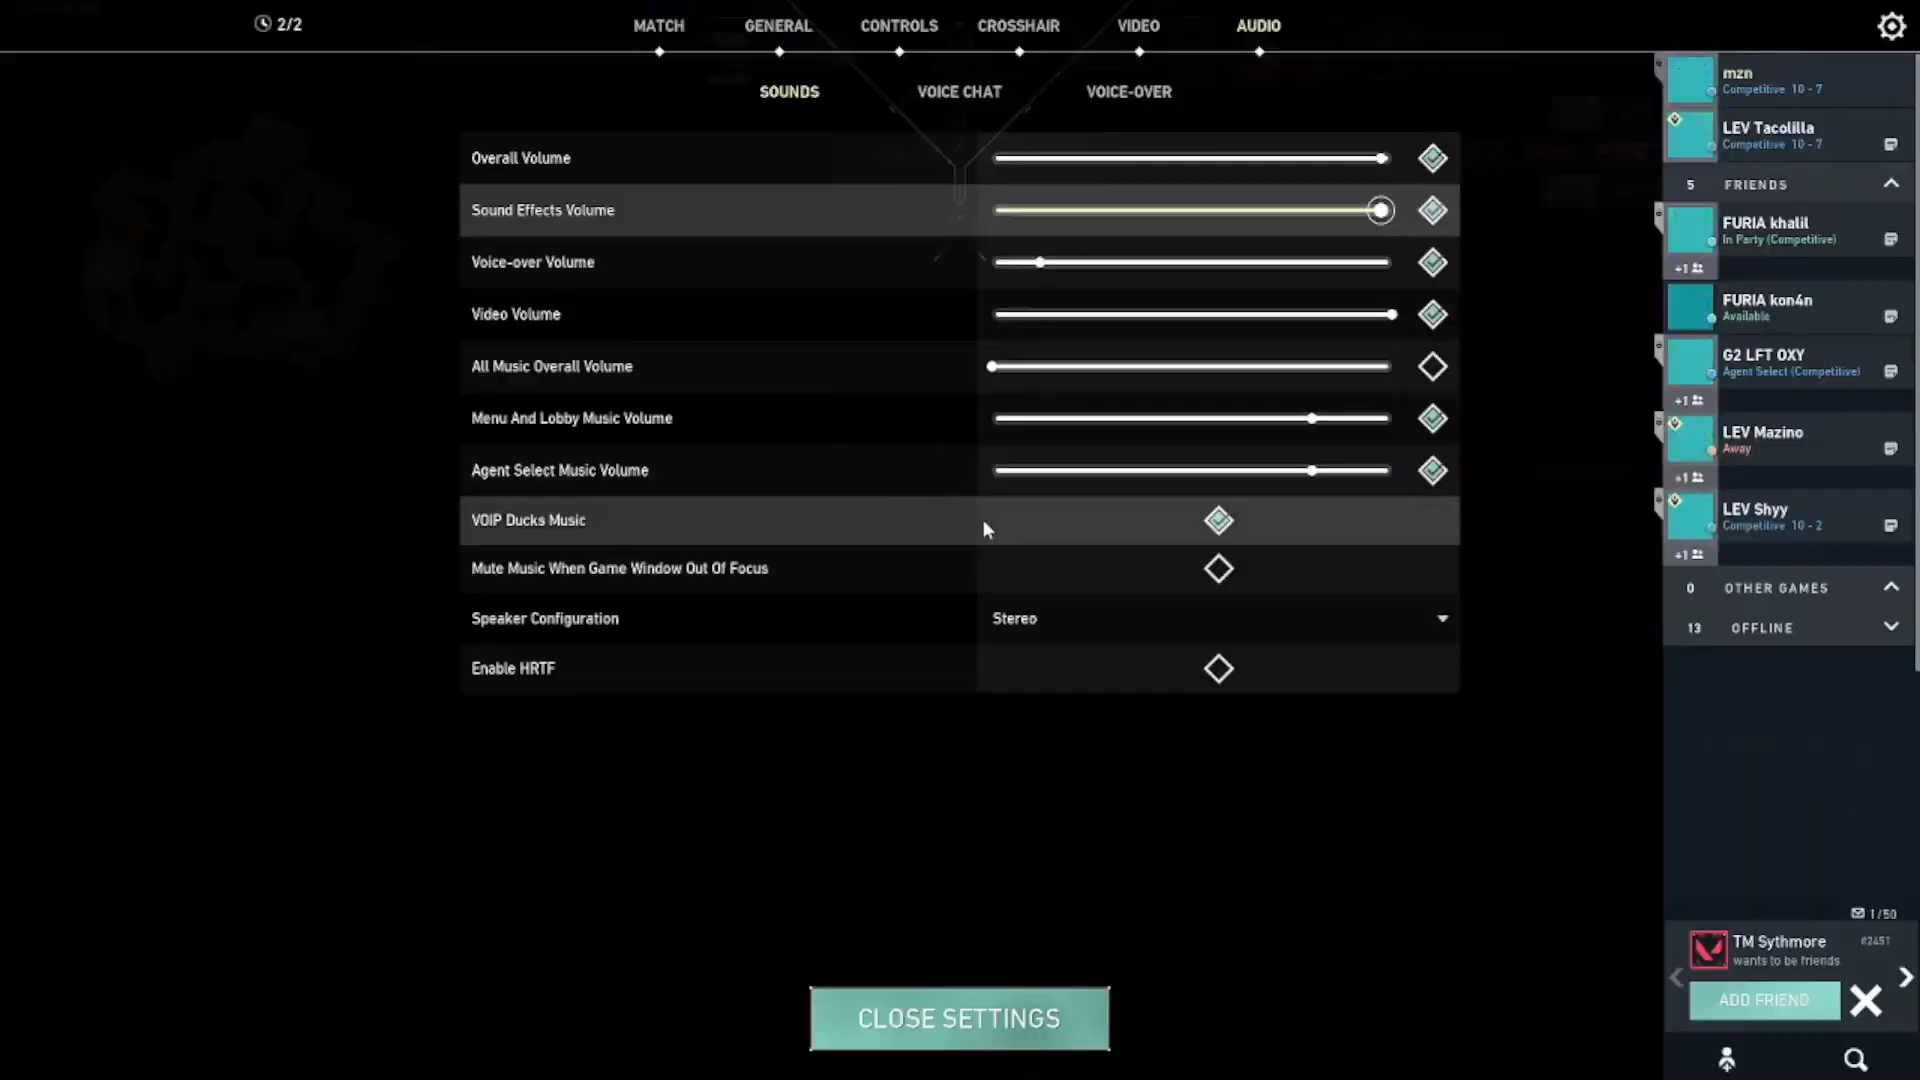 2/2
MATCH
GENERAL
CONTROLS
CROSSHAIR
VIDEO
AUDIO
SOUNDS
VOICE CHAT
VOICE-OVER
Overall Volume
Sound Effects Volume
Voice-over Volume
Video Volume
All Music Overall Volume
Menu And Lobby Music Volume
Agent Select Music Volume
VOIP Ducks Music
Mute Music When Game Window Out Of Focus
Speaker Configuration
Stereo
Enable HRTF
CLOSE SETTINGS
mzn
Competitive 10 - 7
LEV Tacolilla
Competitive 10 - 7
5 FRIENDS
FURIA khalil
In Party (Competitive)
+1
FURIA kon4n
Available
G2 LFT OXY
Agent Select (Competitive)
+1
LEV Mazino
Away
+1
LEV Shyy
Competitive 10 - 2
+1
0 OTHER GAMES
13 OFFLINE
1/50
TM Sythmore #2451
wants to be friends
ADD FRIEND